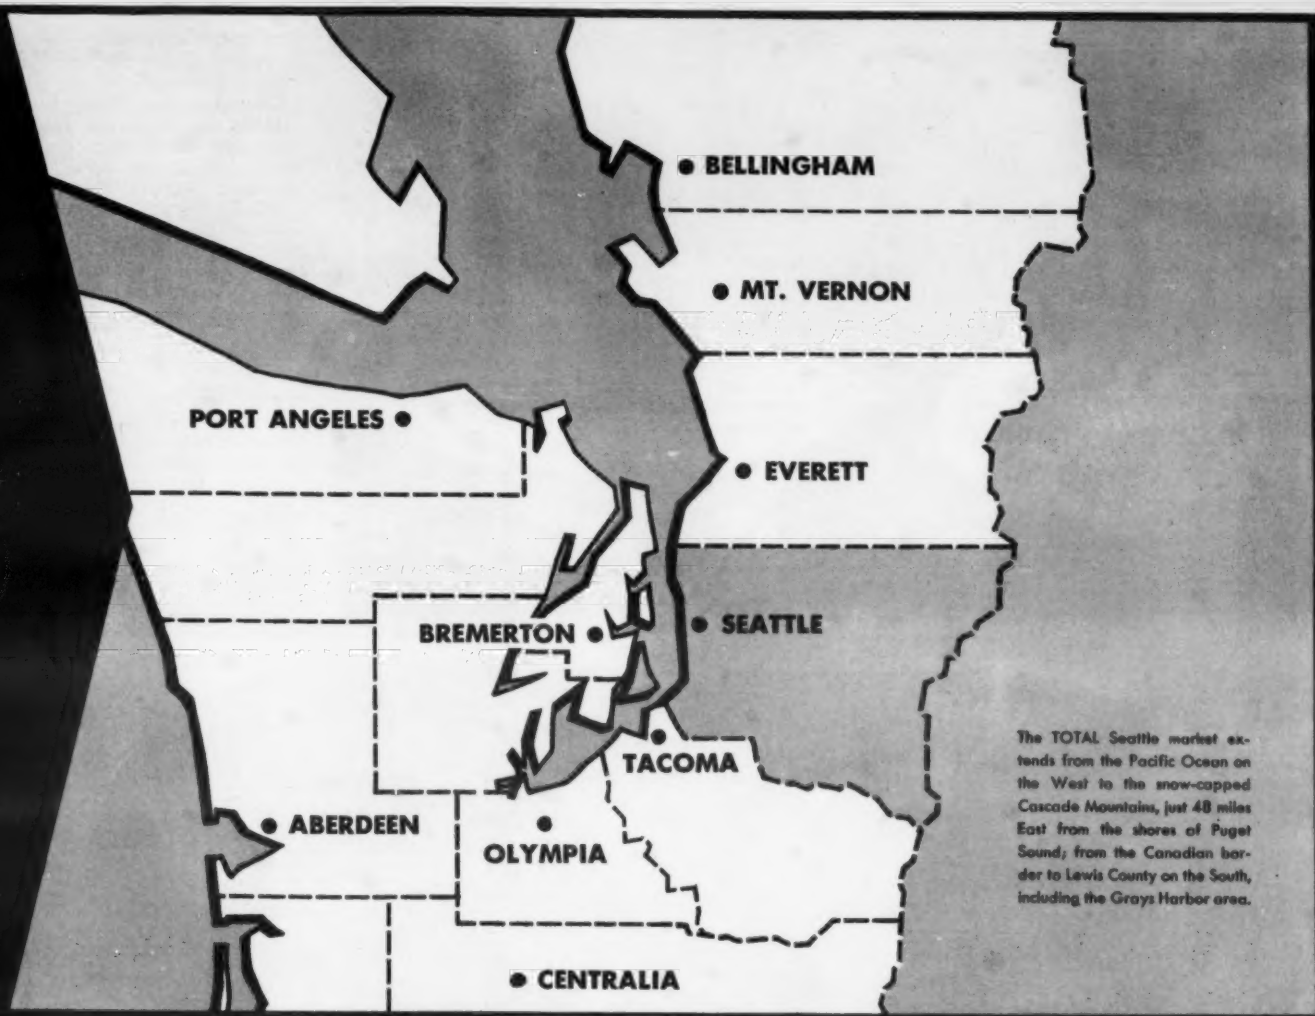 BELLINGHAM
MT. VERNON
PORT ANGELES
EVERETT
BREMERTON
SEATTLE
TACOMA
ABERDEEN
OLYMPIA
CENTRALIA
The TOTAL Seattle market ex-
tends from the Pacific Ocean on
the West to the snow-capped
Cascade Mountains, just 48 miles
East from the shores of Puget
Sound; from the Canadian bor-
der to Lewis County on the South,
including the Grays Harbor area.